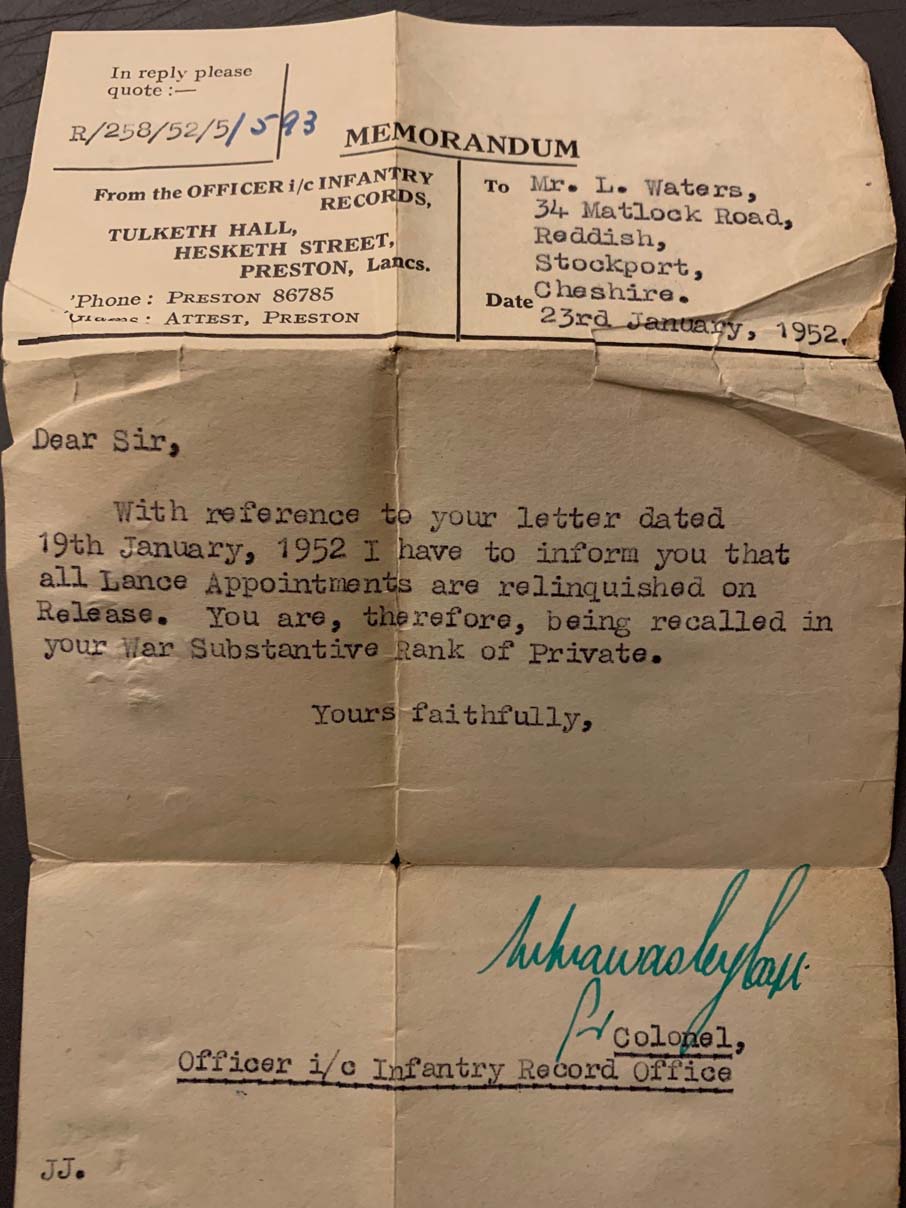 In reply please
quote :—
R/258/52/5/593
MEMORANDUM
From the OFFICER i/c INFANTRY
RECORDS,
TULKETH HALL,
HESKETH STREET,
PRESTON, Lancs.
'Phone: PRESTON 86785
: ATTEST, PRESTON
To Mr. L. Waters,
34 Matlock Road,
Reddish,
Stockport,
Cheshire.
Date 23rd January, 1952.
Dear Sir,
With reference to your letter dated
19th January, 1952 I have to inform you that
all Lance Appointments are relinquished on
Release. You are, therefore, being recalled in
your War Substantive Rank of Private.
Yours faithfully,
Colonel,
Officer i/c Infantry Record Office
JJ.